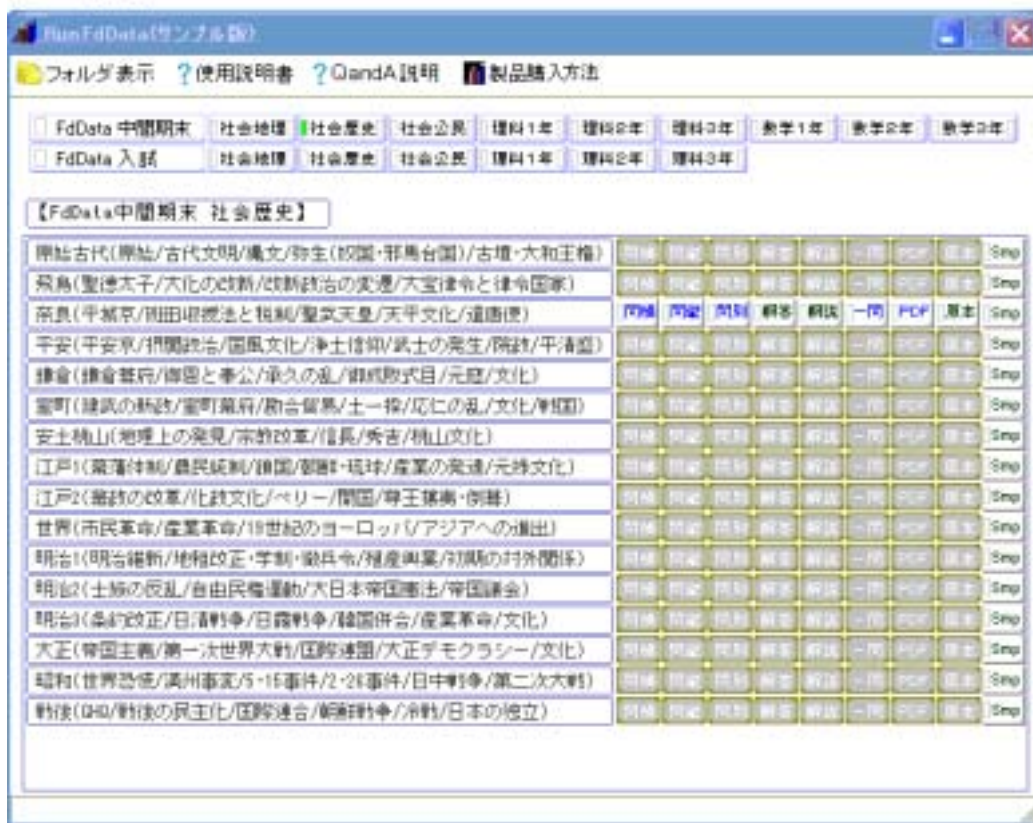 RunFdData(サンプル版)
フォルダ表示 ?使用説明書 ?QandA説明 製品購入方法
FdData 中間期末 社会地理 社会歴史 社会公民 理科1年 理科2年 理科3年 数学1年 数学2年 数学3年
FdData 入試 社会地理 社会歴史 社会公民 理科1年 理科2年 理科3年
【FdData中間期末 社会歴史】
原始古代(原始/古代文明/縄文/弥生(奴国・邪馬台国)/古墳・大和王権) Smp
飛鳥(聖徳太子/大化の改新/改新政治の変遷/大宝律令と律令国家) Smp
奈良(平城京/班田収授法と税制/聖武天皇/天平文化/遣唐使) 問横 問縦 問別 解答 解説 一問 PDF 原本 Smp
平安(平安京/摂関政治/国風文化/浄土信仰/武士の発生/院政/平清盛) Smp
鎌倉(鎌倉幕府/御恩と奉公/承久の乱/御成敗式目/元寇/文化) Smp
室町(建武の新政/室町幕府/勘合貿易/土一揆/応仁の乱/文化/戦国) Smp
安土桃山(地理上の発見/宗教改革/信長/秀吉/桃山文化) Smp
江戸1(幕藩体制/農民統制/鎖国/朝鮮・琉球/産業の発達/元禄文化) Smp
江戸2(幕政の改革/化政文化/ペリー/開国/尊王攘夷・倒幕) Smp
世界(市民革命/産業革命/19世紀のヨーロッパ/アジアへの進出) Smp
明治1(明治維新/地租改正・学制・徴兵令/殖産興業/初期の対外関係) Smp
明治2(士族の反乱/自由民権運動/大日本帝国憲法/帝国議会) Smp
明治3(条約改正/日清戦争/日露戦争/韓国併合/産業革命/文化) Smp
大正(帝国主義/第一次世界大戦/国際連盟/大正デモクラシー/文化) Smp
昭和(世界恐慌/満州事変/5・15事件/2・26事件/日中戦争/第二次大戦) Smp
戦後(GHQ/戦後の民主化/国際連合/朝鮮戦争/冷戦/日本の独立) Smp